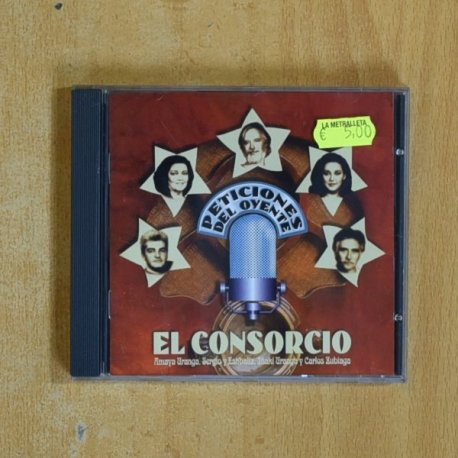 LA METRALLETA
€ 5,00
PETICIONES
DEL OYENTE
EL CONSORCIO
Amaya Uranga, Sergio y Estíbaliz, Iñaki Uranga y Carlos Zubiaga